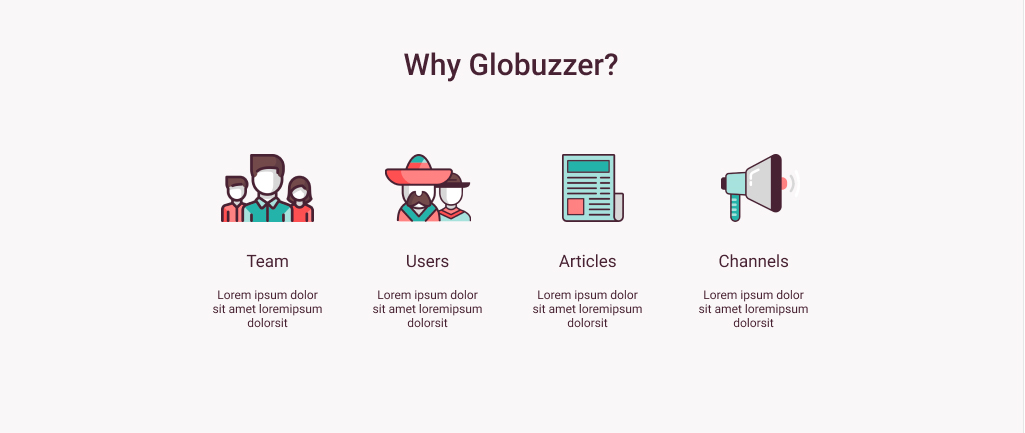 Why Globuzzer?
Team
Lorem ipsum dolor
sit amet loremipsum
dolorsit
Users
Lorem ipsum dolor
sit amet loremipsum
dolorsit
Articles
Lorem ipsum dolor
sit amet loremipsum
dolorsit
Channels
Lorem ipsum dolor
sit amet loremipsum
dolorsit